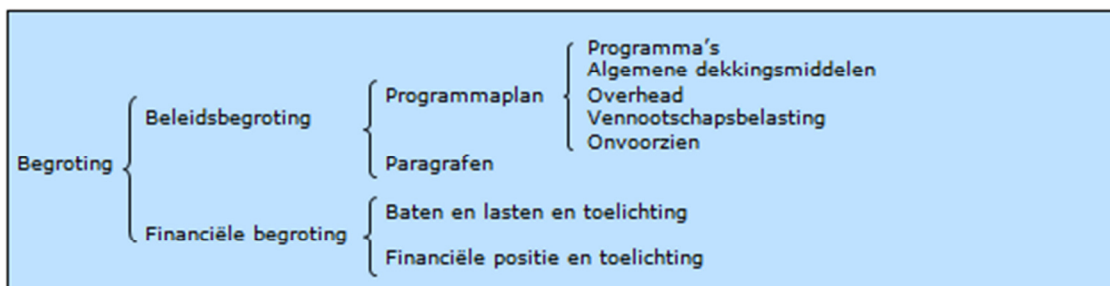 Begroting
Beleidsbegroting
Programmaplan
Programma's
Algemene dekkingsmiddelen
Overhead
Vennootschapsbelasting
Onvoorzien
Paragrafen
Financiële begroting
Baten en lasten en toelichting
Financiële positie en toelichting